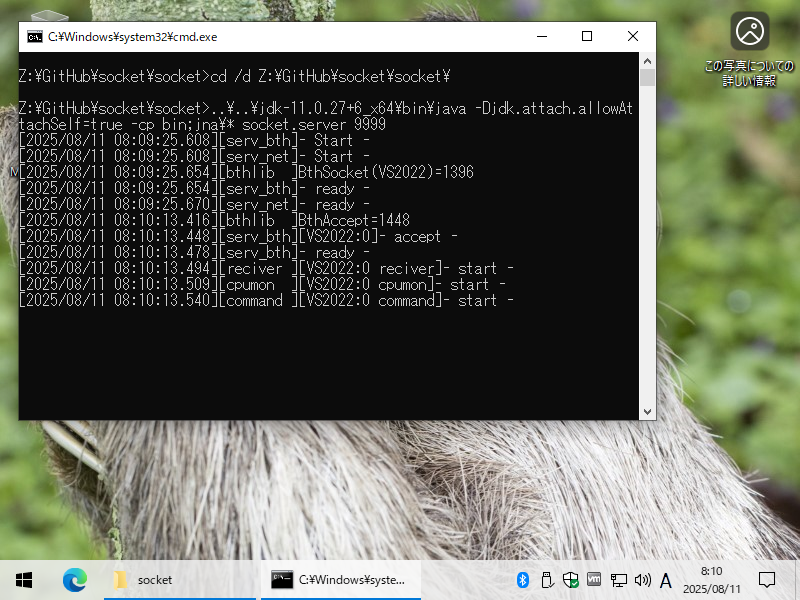 C:¥Windows¥system32¥cmd.exe
この写真についての
詳しい情報
Z:¥GitHub¥socket¥socket>cd /d Z:¥GitHub¥socket¥socket¥
Z:¥GitHub¥socket¥socket>..¥..¥jdk-11.0.27+6_x64¥bin¥java -Djdk.attach.allowAt
tachSelf=true -cp bin;jna¥* socket.server 9999
[2025/08/11 08:09:25.608][serv_bth]- Start -
[2025/08/11 08:09:25.608][serv_net]- Start -
[2025/08/11 08:09:25.654][bthlib  ]BthSocket(VS2022)=1396
[2025/08/11 08:09:25.654][serv_bth]- ready -
[2025/08/11 08:09:25.670][serv_net]- ready -
[2025/08/11 08:10:13.416][bthlib  ]BthAccept=1448
[2025/08/11 08:10:13.448][serv_bth][VS2022:0]- accept -
[2025/08/11 08:10:13.478][serv_bth]- ready -
[2025/08/11 08:10:13.494][reciver ][VS2022:0 reciver]- start -
[2025/08/11 08:10:13.509][cpumon  ][VS2022:0 cpumon]- start -
[2025/08/11 08:10:13.540][command ][VS2022:0 command]- start -
socket
C:¥Windows¥syste...
vm
A
8:10
2025/08/11